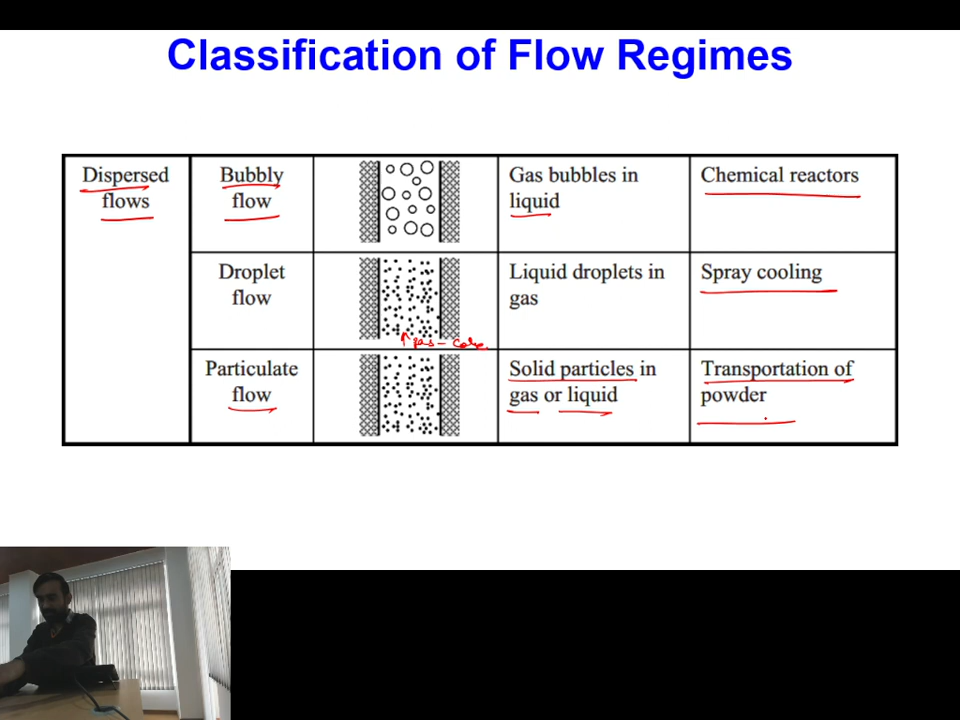 Classification of Flow Regimes
Dispersed
flows
Bubbly
flow
Gas bubbles in
liquid
Chemical reactors
Droplet
flow
Liquid droplets in
gas
Spray cooling
gas -
Particulate
flow
Solid particles in
gas or liquid
Transportation of
powder